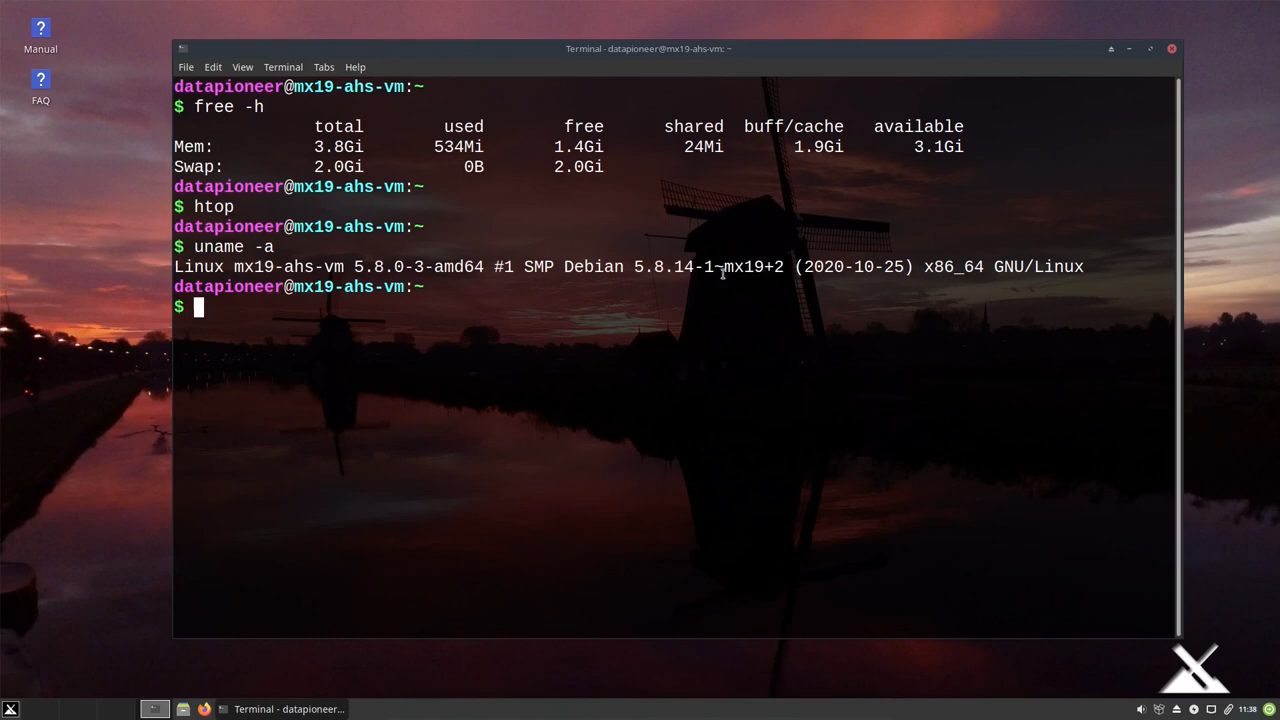 Manual
FAQ
Terminal - datapioneer@mx19-ahs-vm: ~
File Edit View Terminal Tabs Help
datapioneer@mx19-ahs-vm:~
$ free -h
              total        used        free      shared  buff/cache   available
Mem:          3.8Gi       534Mi       1.4Gi        24Mi       1.9Gi       3.1Gi
Swap:         2.0Gi          0B       2.0Gi
datapioneer@mx19-ahs-vm:~
$ htop
datapioneer@mx19-ahs-vm:~
$ uname -a
Linux mx19-ahs-vm 5.8.0-3-amd64 #1 SMP Debian 5.8.14-1~mx19+2 (2020-10-25) x86_64 GNU/Linux
datapioneer@mx19-ahs-vm:~
$
Terminal - datapioneer...
11:38